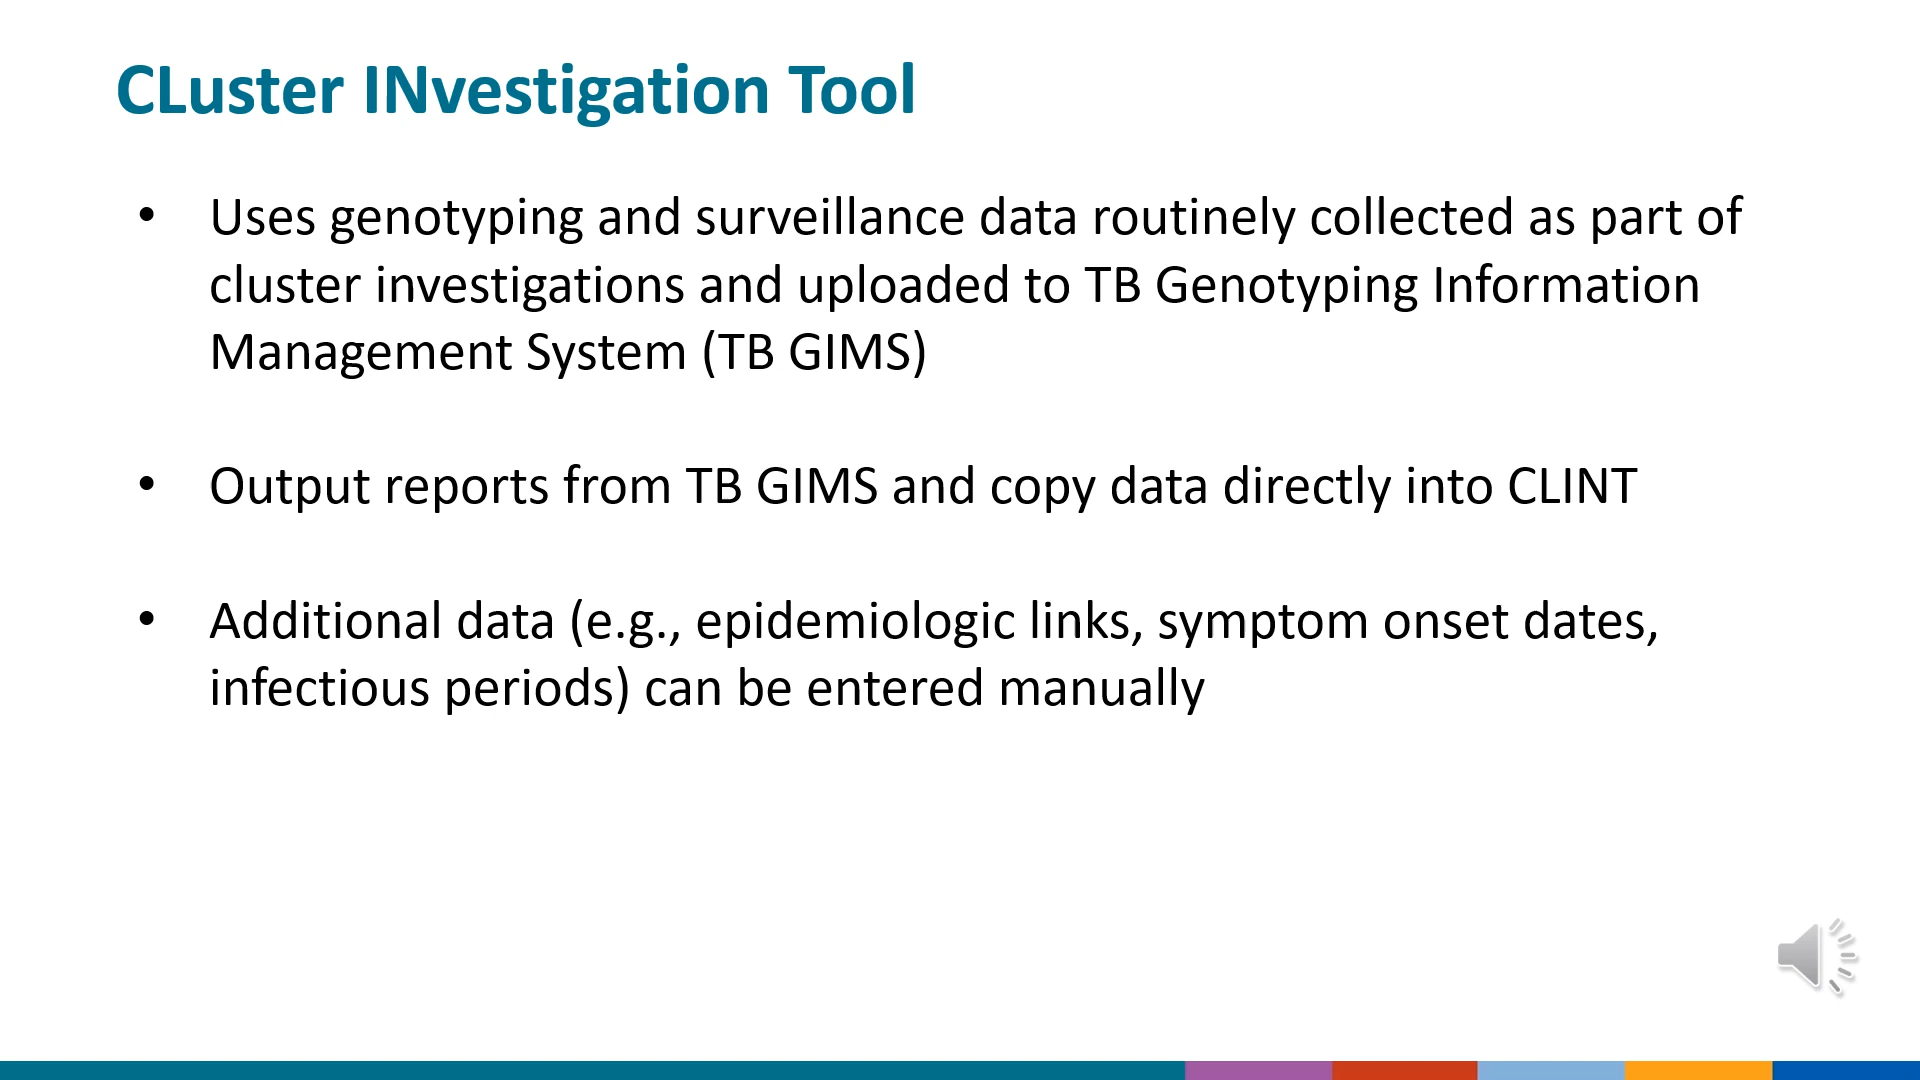 CLuster INvestigation Tool
• Uses genotyping and surveillance data routinely collected as part of
cluster investigations and uploaded to TB Genotyping Information
Management System (TB GIMS)
• Output reports from TB GIMS and copy data directly into CLINT
• Additional data (e.g., epidemiologic links, symptom onset dates,
infectious periods) can be entered manually